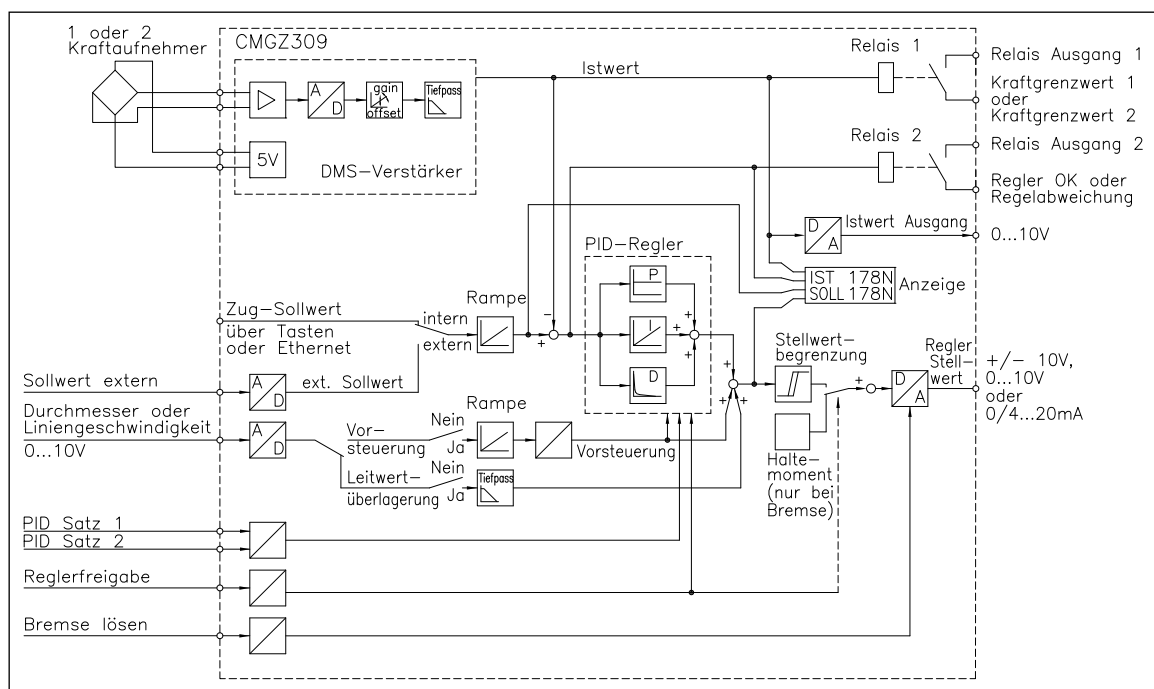 1 oder 2
Kraftaufnehmer
CMGZ309
A
D
gain
offset
Tiefpass
5V
DMS-Verstärker
Istwert
Relais 1
Relais Ausgang 1
Kraftgrenzwert 1
oder
Kraftgrenzwert 2
Relais 2
Relais Ausgang 2
Regler OK oder
Regelabweichung
D
A
Istwert Ausgang
0...10V
PID-Regler
P
I
D
IST 178N
SOLL 178N
Anzeige
Zug-Sollwert
über Tasten
oder Ethernet
intern
extern
Rampe
-
+
+
+
+
+
+
+
Sollwert extern
A
D
ext. Sollwert
Stellwert-
begrenzung
+
D
A
Regler
Stell-
wert
+/- 10V,
0...10V
oder
0/4...20mA
Durchmesser oder
Liniengeschwindigkeit
0...10V
A
D
Vor-
steuerung
Nein
Ja
Rampe
Vorsteuerung
Leitwert-
überlagerung
Nein
Ja
Tiefpass
Halte-
moment
(nur bei
Bremse)
PID Satz 1
PID Satz 2
Reglerfreigabe
Bremse lösen